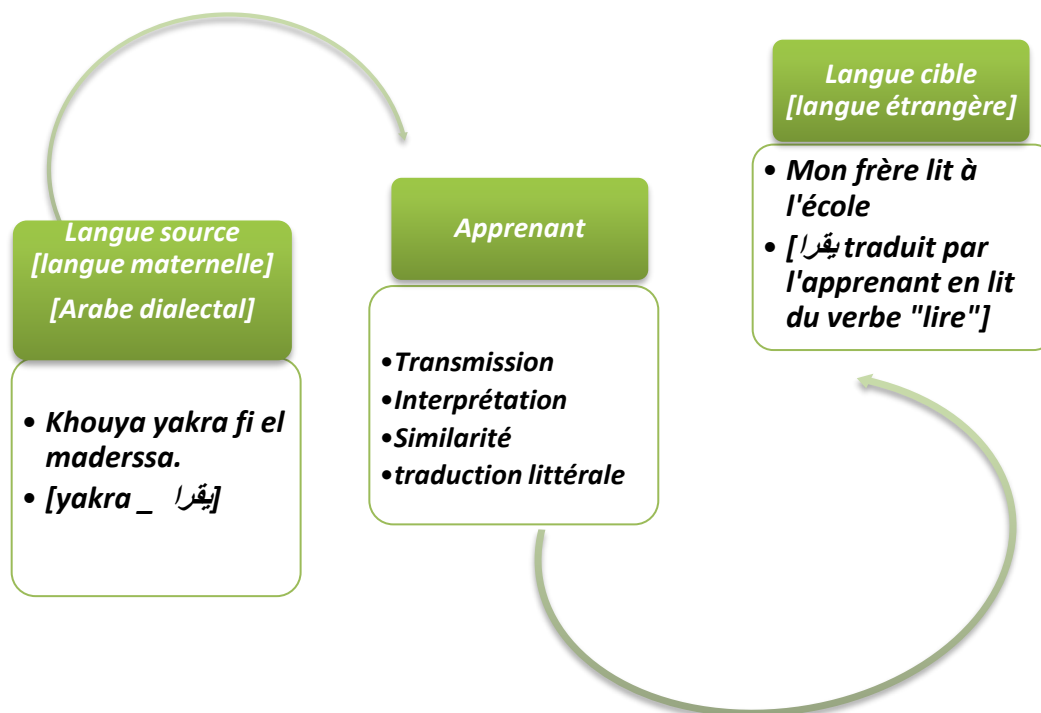 Langue source
[langue maternelle]
[Arabe dialectal]
• Khouya yakra fi el
maderssa.
• [yakra _ يقرا]
Apprenant
•Transmission
•Interprétation
•Similarité
•traduction littérale
Langue cible
[langue étrangère]
• Mon frère lit à
l'école
• [يقرا traduit par
l'apprenant en lit
du verbe "lire"]